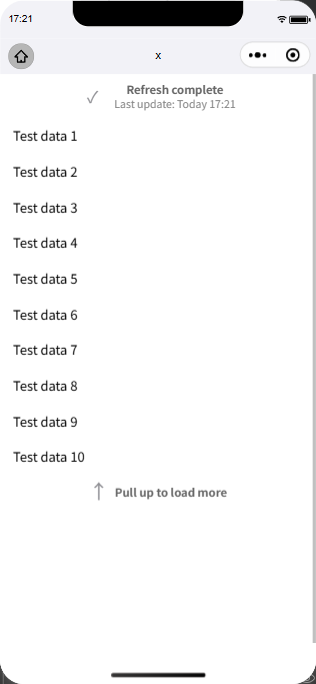 17:21
x
Refresh complete
Last update: Today 17:21
Test data 1
Test data 2
Test data 3
Test data 4
Test data 5
Test data 6
Test data 7
Test data 8
Test data 9
Test data 10
Pull up to load more